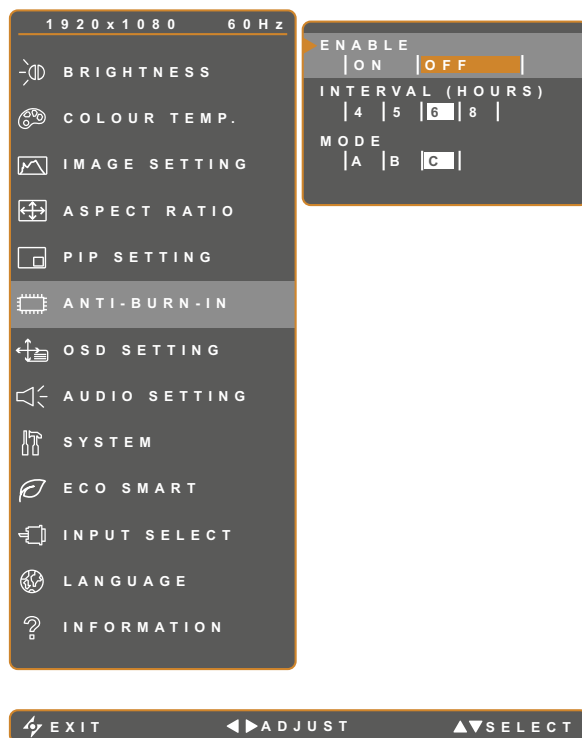 1920x1080 60Hz
BRIGHTNESS
COLOUR TEMP.
IMAGE SETTING
ASPECT RATIO
PIP SETTING
ANTI-BURN-IN
OSD SETTING
AUDIO SETTING
SYSTEM
ECO SMART
INPUT SELECT
LANGUAGE
INFORMATION
ENABLE
ON OFF
INTERVAL (HOURS)
4 5 6 8
MODE
A B C
EXIT ADJUST SELECT